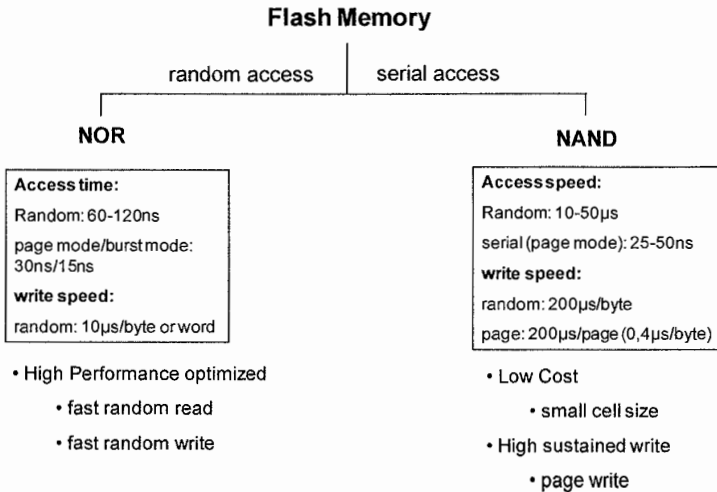 Flash Memory
random access
serial access
NOR
Access time:
Random: 60-120ns
page mode/burst mode:
30ns/15ns
write speed:
random: 10µs/byte or word
• High Performance optimized
• fast random read
• fast random write
NAND
Access speed:
Random: 10-50µs
serial (page mode): 25-50ns
write speed:
random: 200µs/byte
page: 200µs/page (0,4µs/byte)
• Low Cost
• small cell size
• High sustained write
• page write